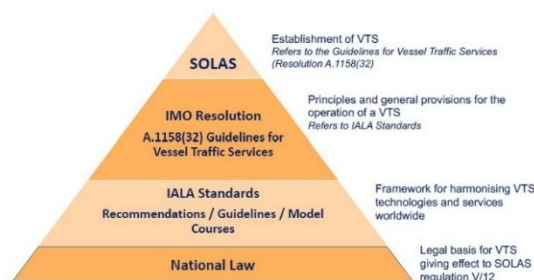 SOLAS
Establishment of VTS
Refers to the Guidelines for Vessel Traffic Services
(Resolution A.1158(32)
IMO Resolution
A.1158(32) Guidelines for
Vessel Traffic Services
Principles and general provisions for the
operation of a VTS
Refers to IALA Standards
IALA Standards
Recommendations / Guidelines / Model
Courses
Framework for harmonising VTS
technologies and services
worldwide
National Law
Legal basis for VTS
giving effect to SOLAS
regulation V/12